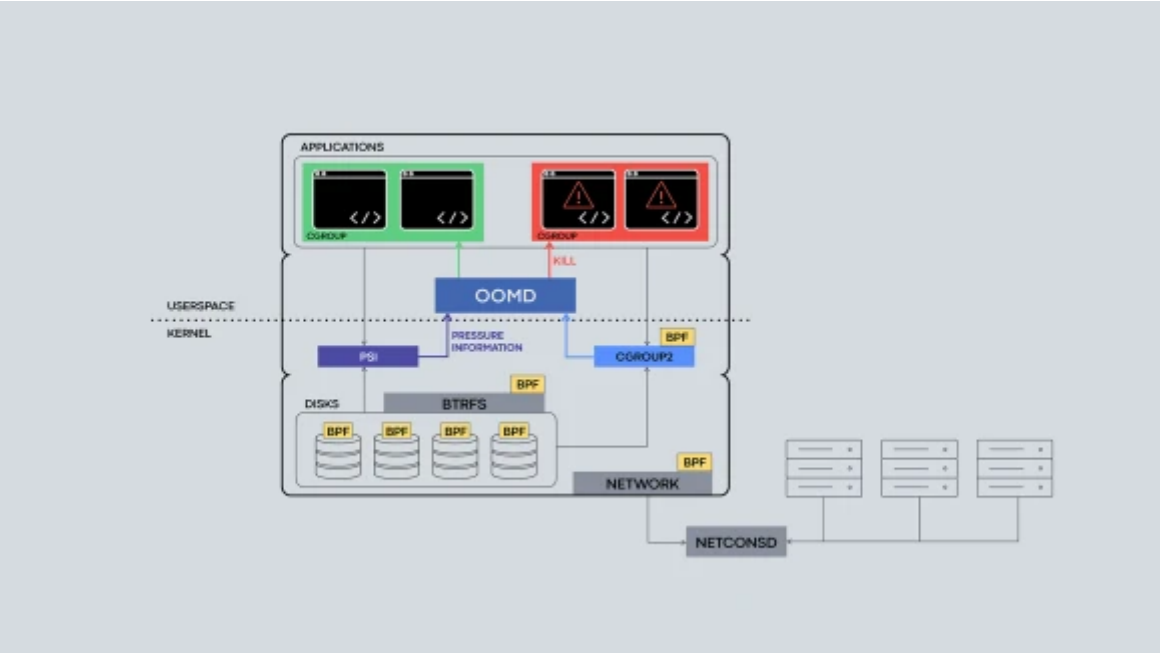 APPLICATIONS
</>
</>
</>
</>
CGROUP
CGROUP
KILL
OOMD
USERSPACE
KERNEL
PRESSURE
INFORMATION
BPF
PSI
CGROUP2
BPF
DISKS
BTRFS
BPF
BPF
BPF
BPF
BPF
NETWORK
NETCONSD